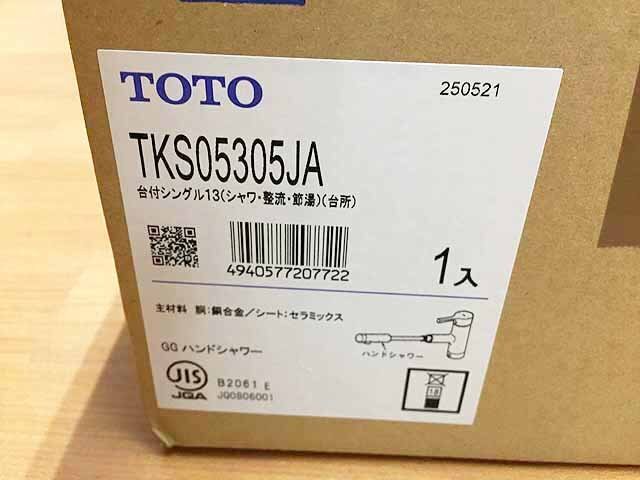 TOTO
250521
TKS05305JA
台付シングル13(シャワ・整流・節湯)(台所)
4940577207722
1入
主材料 胴:銅合金/シート:セラミックス
GG ハンドシャワー
ハンドシャワー
JIS
JQA
B2061 E
JQ0806001